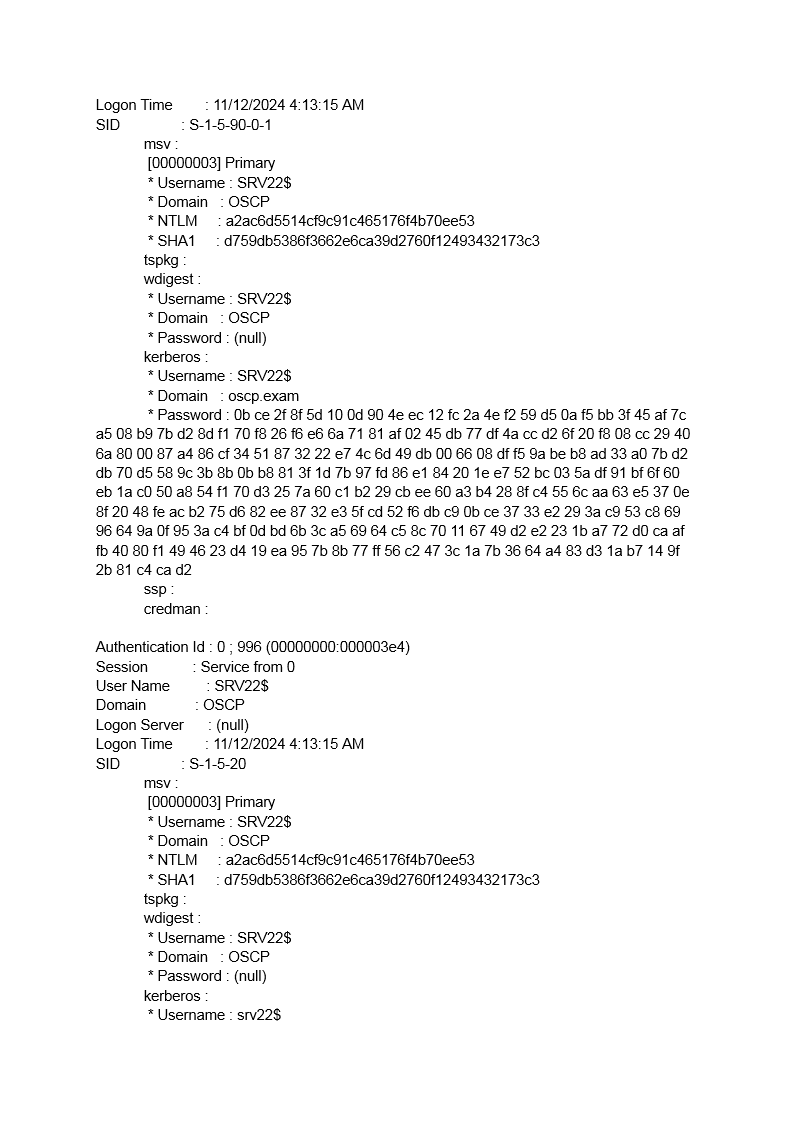 Logon Time : 11/12/2024 4:13:15 AM
SID : S-1-5-90-0-1
msv :
[00000003] Primary
* Username : SRV22$
* Domain : OSCP
* NTLM : a2ac6d5514cf9c91c465176f4b70ee53
* SHA1 : d759db5386f3662e6ca39d2760f12493432173c3
tspkg :
wdigest :
* Username : SRV22$
* Domain : OSCP
* Password : (null)
kerberos :
* Username : SRV22$
* Domain : oscp.exam
* Password : 0b ce 2f 8f 5d 10 0d 90 4e ec 12 fc 2a 4e f2 59 d5 0a f5 bb 3f 45 af 7c
a5 08 b9 7b d2 8d f1 70 f8 26 f6 e6 6a 71 81 af 02 45 db 77 df 4a cc d2 6f 20 f8 08 cc 29 40
6a 80 00 87 a4 86 cf 34 51 87 32 22 e7 4c 6d 49 db 00 66 08 df f5 9a be b8 ad 33 a0 7b d2
db 70 d5 58 9c 3b 8b 0b b8 81 3f 1d 7b 97 fd 86 e1 84 20 1e e7 52 bc 03 5a df 91 bf 6f 60
eb 1a c0 50 a8 54 f1 70 d3 25 7a 60 c1 b2 29 cb ee 60 a3 b4 28 8f c4 55 6c aa 63 e5 37 0e
8f 20 48 fe ac b2 75 d6 82 ee 87 32 e3 5f cd 52 f6 db c9 0b ce 37 33 e2 29 3a c9 53 c8 69
96 64 9a 0f 95 3a c4 bf 0d bd 6b 3c a5 69 64 c5 8c 70 11 67 49 d2 e2 23 1b a7 72 d0 ca af
fb 40 80 f1 49 46 23 d4 19 ea 95 7b 8b 77 ff 56 c2 47 3c 1a 7b 36 64 a4 83 d3 1a b7 14 9f
2b 81 c4 ca d2
ssp :
credman :
Authentication Id : 0 ; 996 (00000000:000003e4)
Session : Service from 0
User Name : SRV22$
Domain : OSCP
Logon Server : (null)
Logon Time : 11/12/2024 4:13:15 AM
SID : S-1-5-20
msv :
[00000003] Primary
* Username : SRV22$
* Domain : OSCP
* NTLM : a2ac6d5514cf9c91c465176f4b70ee53
* SHA1 : d759db5386f3662e6ca39d2760f12493432173c3
tspkg :
wdigest :
* Username : SRV22$
* Domain : OSCP
* Password : (null)
kerberos :
* Username : srv22$